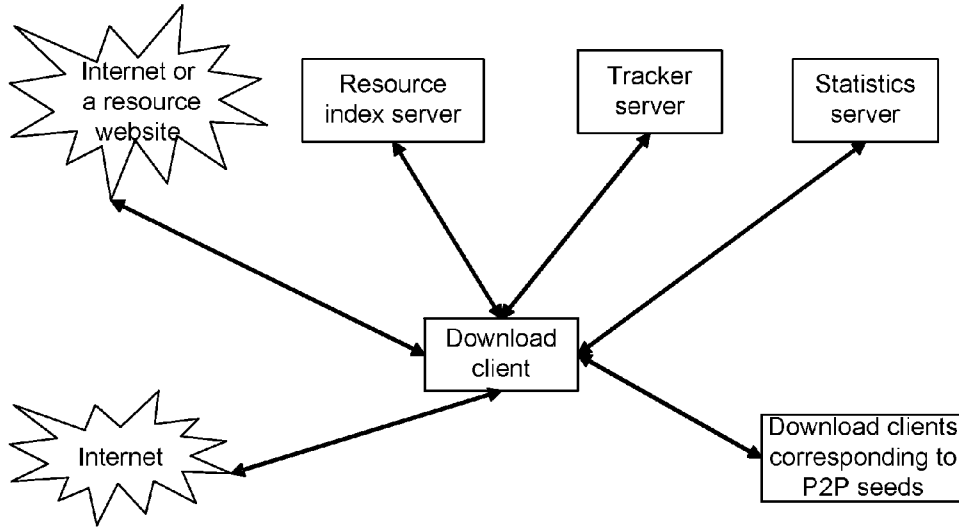 Internet or
a resource
website
Resource
index server
Tracker
server
Statistics
server
Download
client
Internet
Download clients
corresponding to
P2P seeds